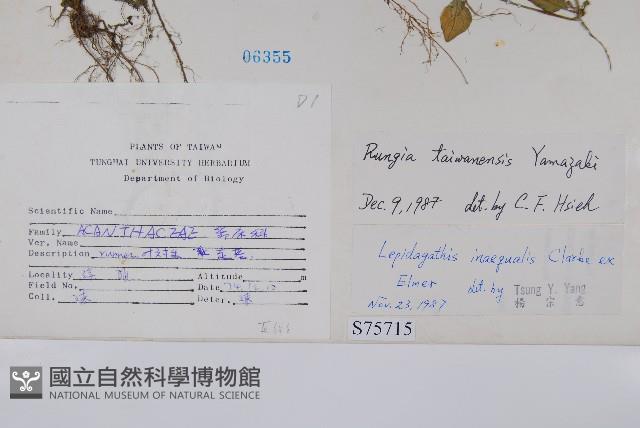 06355
D1
PLANTS OF TAIWAN
TUNGHAI UNIVERSITY HERBARIUM
Department of Biology
Scientific Name
Family ACANTHACEAE 爵床科
Ver. Name
Description runner
Locality Altitude m
Field No. Date
Coll. Deter.
Rungia taiwanensis Yamazaki
Dec. 9, 1987 det. by C. F. Hsieh
Lepidagathis inaequalis Clarke ex
Elmer det. by Tsung Y. Yang
Nov. 23, 1987 楊宗愈
S75715
國立自然科學博物館
NATIONAL MUSEUM OF NATURAL SCIENCE